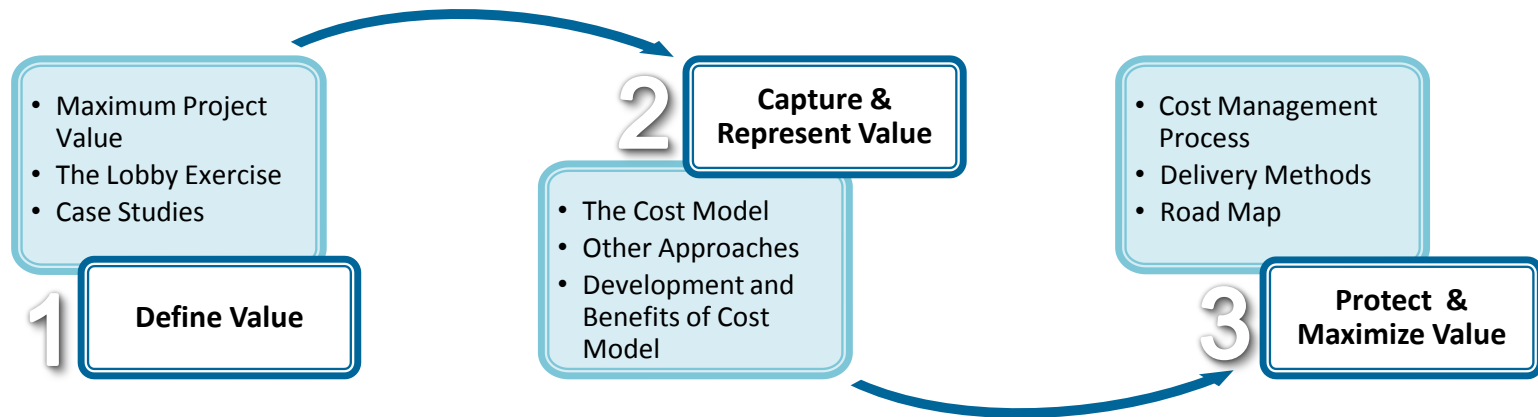 • Maximum Project
Value
• The Lobby Exercise
• Case Studies
1
Define Value
2
Capture &
Represent Value
• The Cost Model
• Other Approaches
• Development and
Benefits of Cost
Model
• Cost Management
Process
• Delivery Methods
• Road Map
3
Protect &
Maximize Value